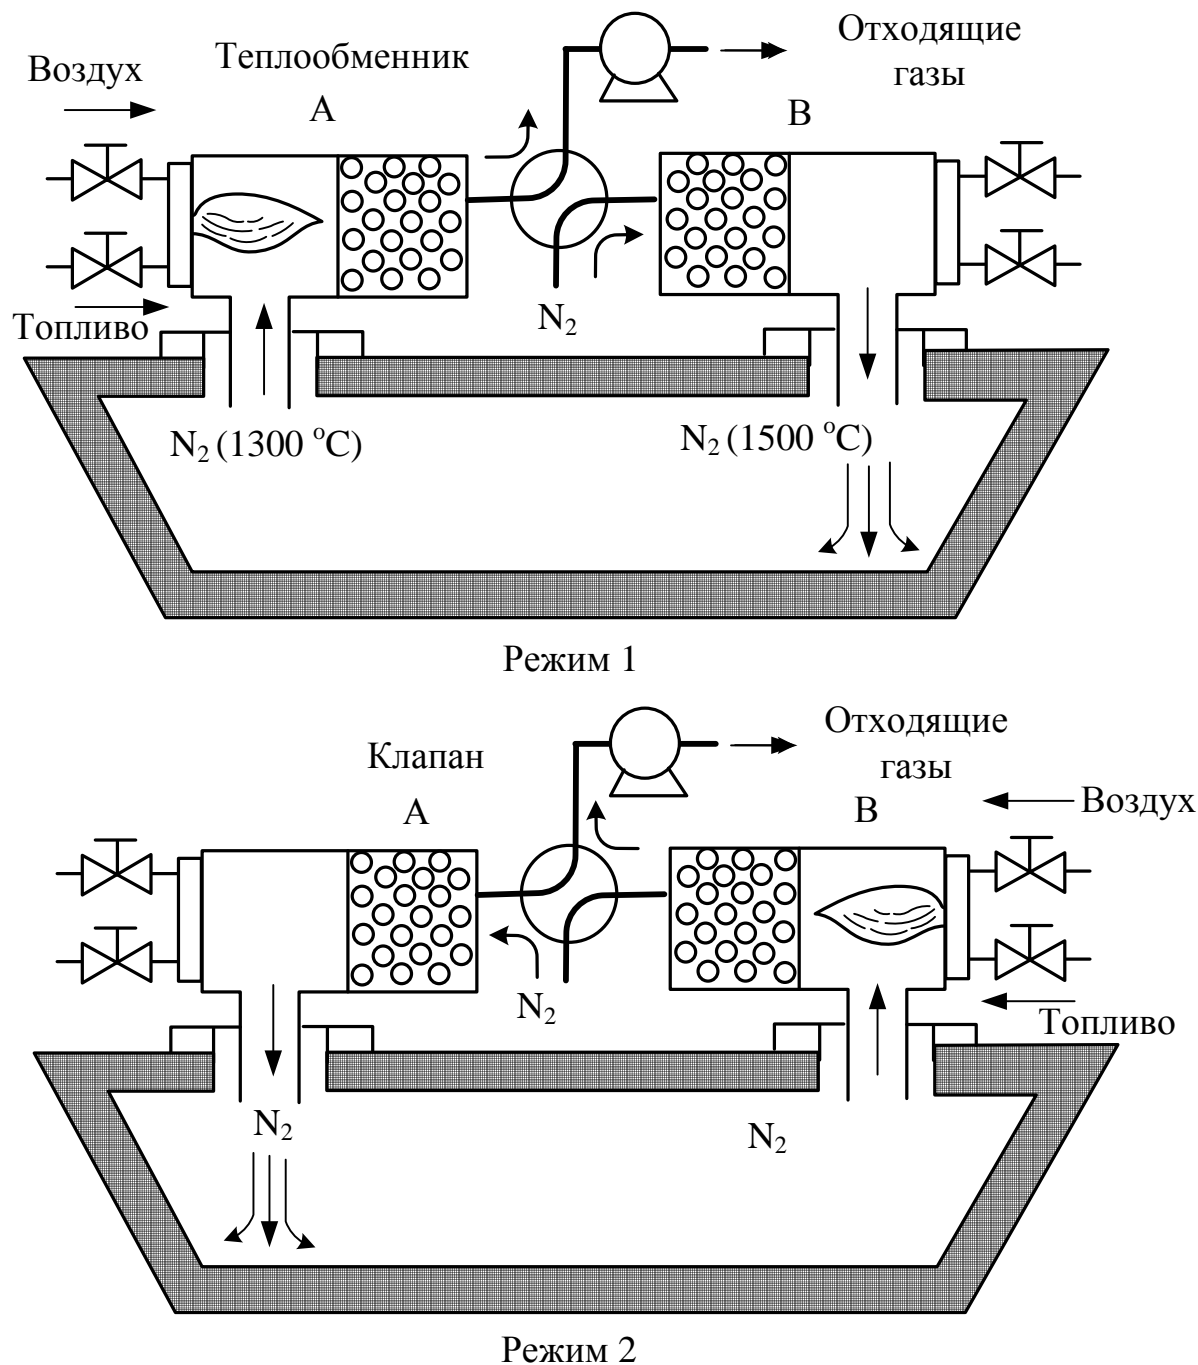 Отходящие
газы
Теплообменник
Воздух
A
B
Топливо
N₂
N₂ (1300 °C)
N₂ (1500 °C)
Режим 1
Отходящие
газы
Клапан
A
B
Воздух
N₂
Топливо
N₂
N₂
Режим 2